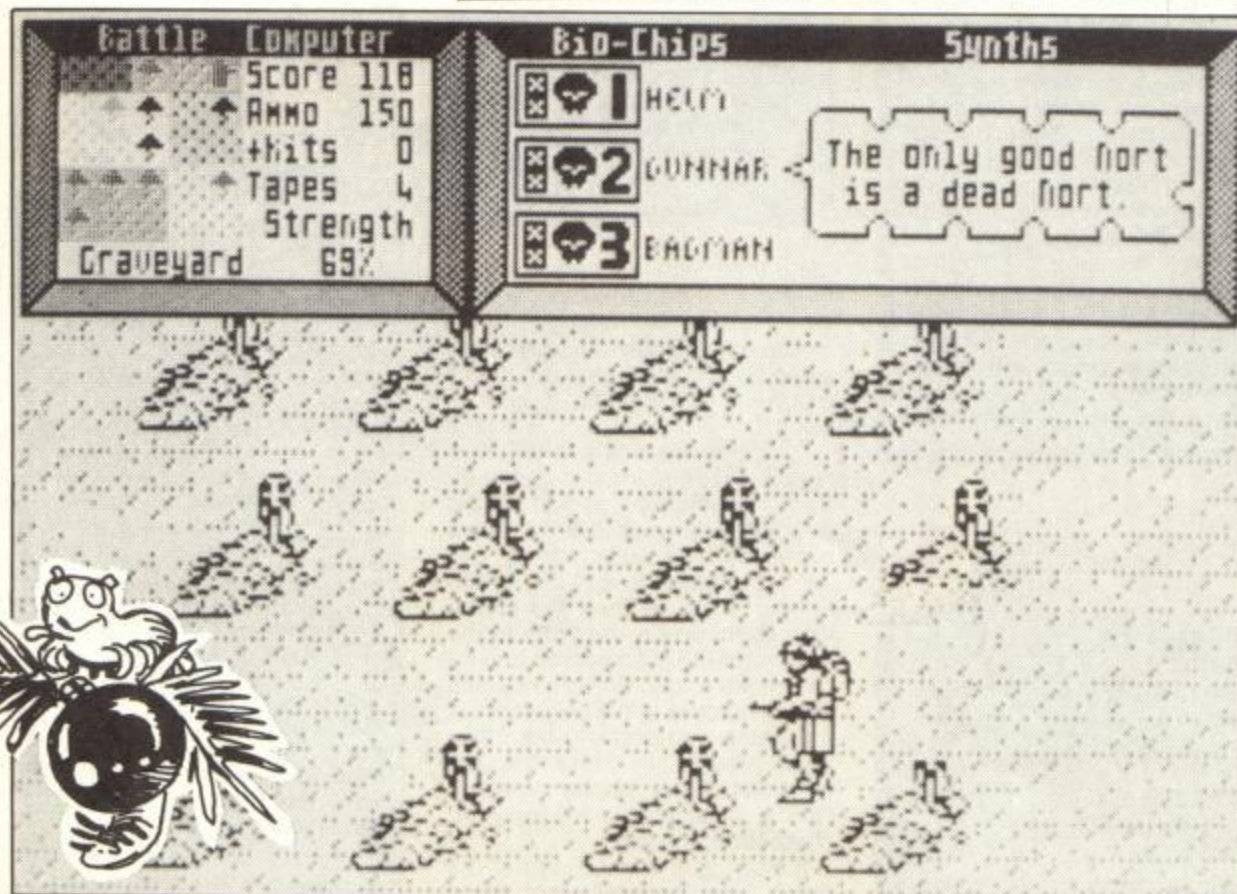 Battle Computer
Score 118
Ammo 150
+hits 0
Tapes 4
Strength
Graveyard 69%
Bio-Chips Synths
1 HELM
2 GUNNAR
3 BAGMAN
The only good Nort
is a dead Nort.